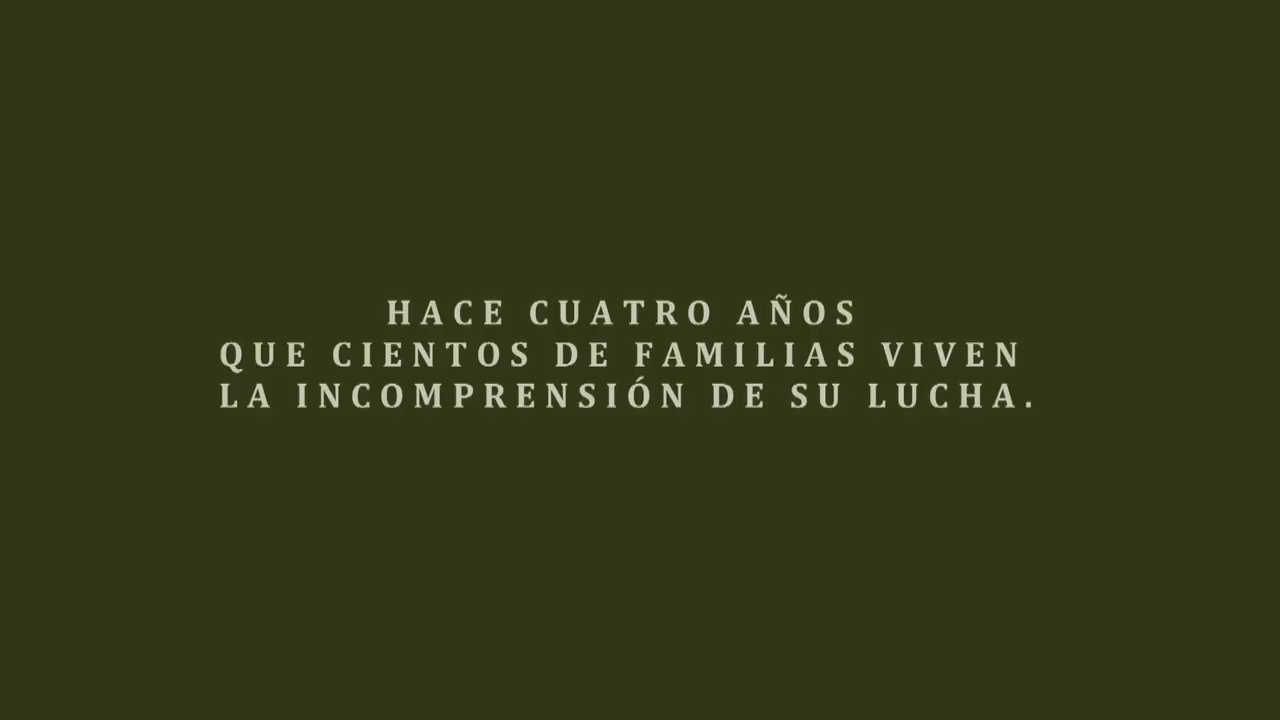 HACE CUATRO AÑOS
QUE CIENTOS DE FAMILIAS VIVEN
LA INCOMPRENSIÓN DE SU LUCHA.